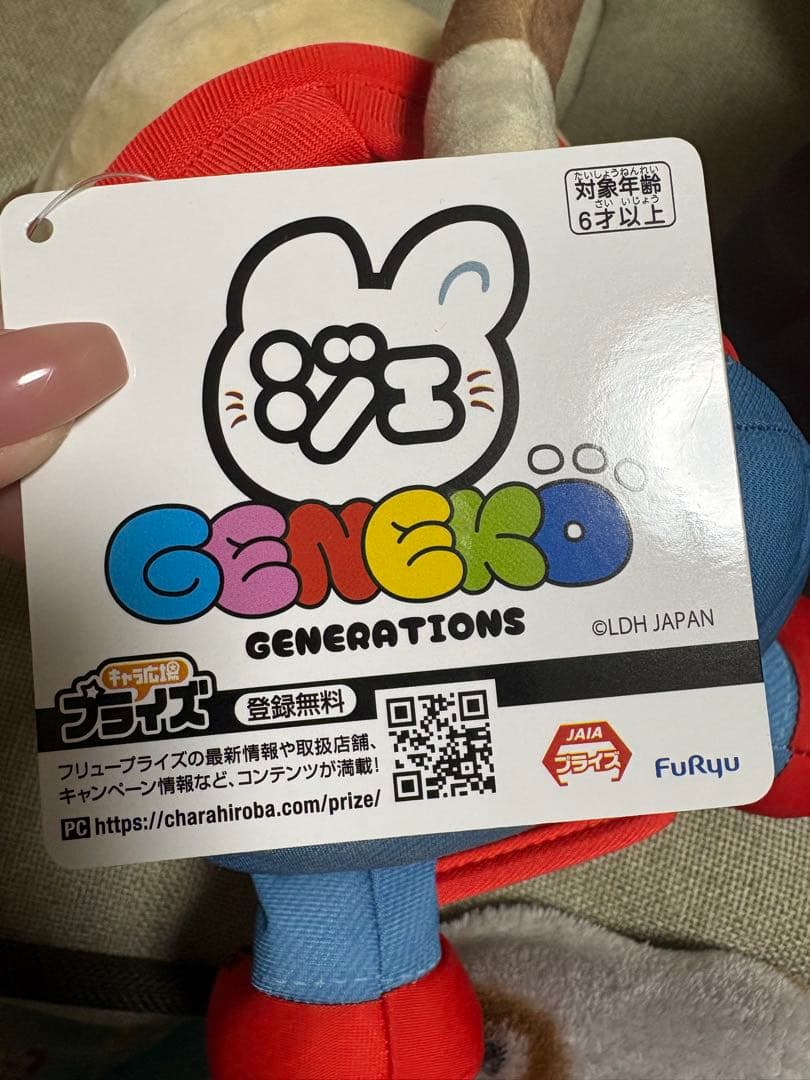 たいしょうねんれい
対象年齢
さい いじょう
6才以上
ジェ
GENEKO
GENERATIONS
©LDH JAPAN
キャラ広場
プライズ
登録無料
フリュープライズの最新情報や取扱店舗、
キャンペーン情報など、コンテンツが満載!
PC https://charahiroba.com/prize/
JAIA
プライズ
FuRyu